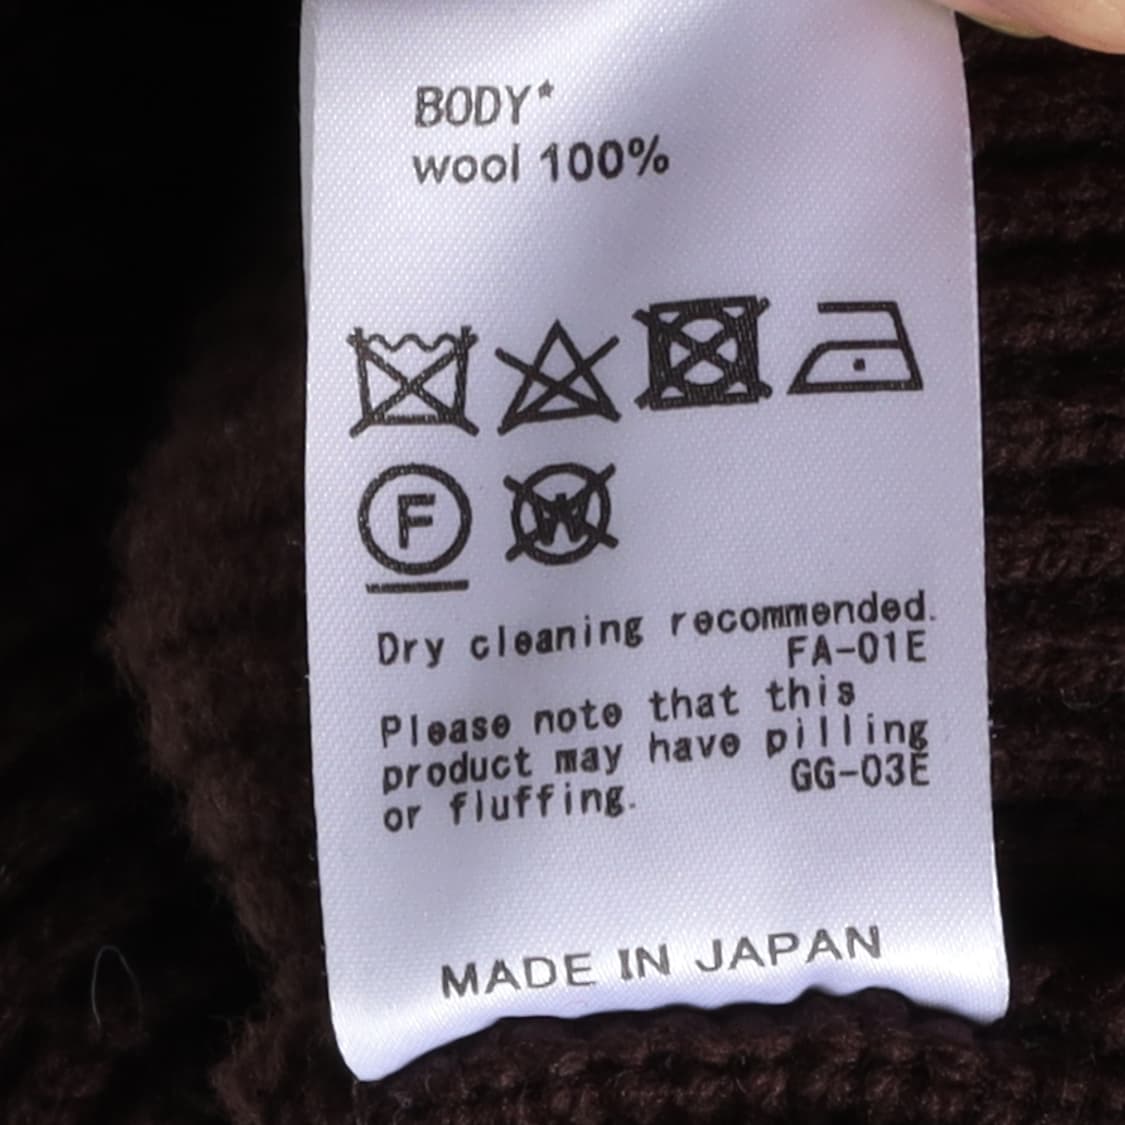 BODY*
wool 100%
F W
Dry cleaning recommended.
FA-01E
Please note that this
product may have pilling
GG-03E
or fluffing.
MADE IN JAPAN